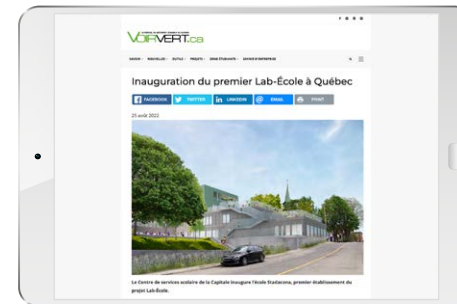 VOIRVERT.ca
Inauguration du premier Lab-École à Québec
FACEBOOK TWITTER LINKEDIN EMAIL PRINT
25 août 2023
Le Centre de services scolaire de la Capitale inaugure l'école Stadacona, premier établissement du
projet Lab-École.